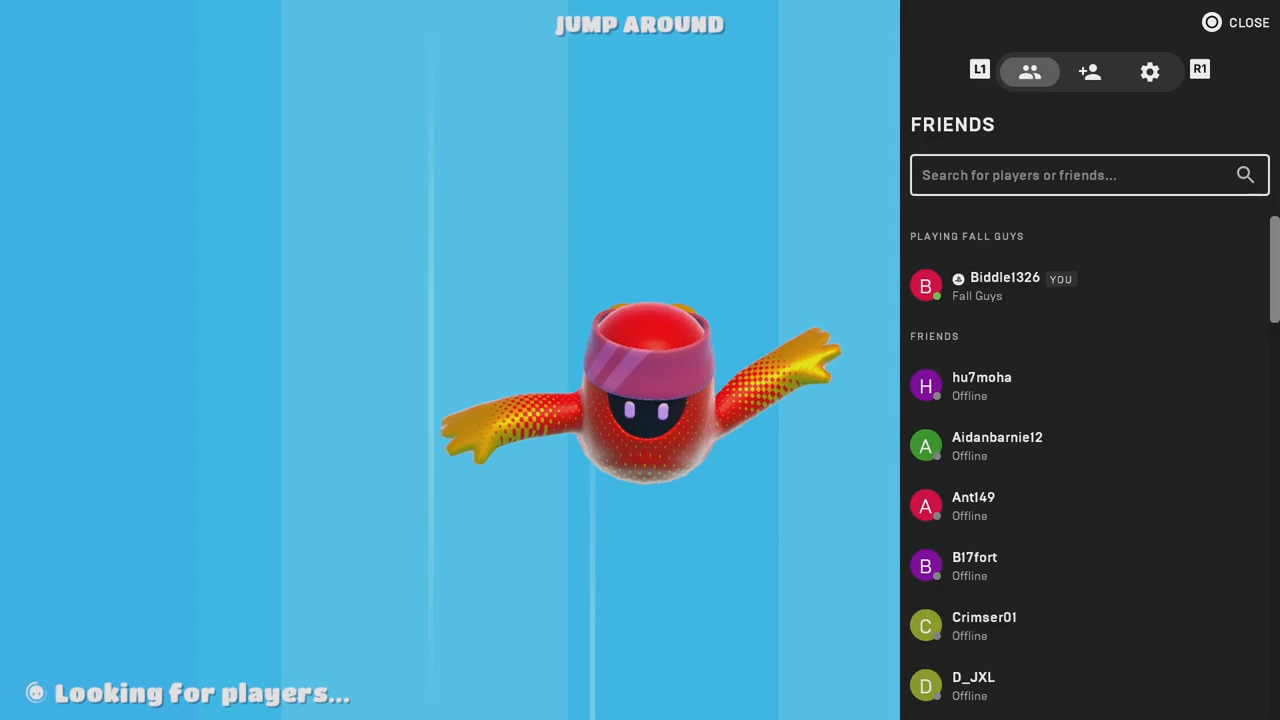 JUMP AROUND
CLOSE
L1
R1
FRIENDS
Search for players or friends...
PLAYING FALL GUYS
B
Biddle1326 YOU
Fall Guys
FRIENDS
H
hu7moha
Offline
A
Aidanbarnie12
Offline
A
Ant149
Offline
B
B17fort
Offline
C
Crimser01
Offline
D
D_JXL
Offline
Looking for players...